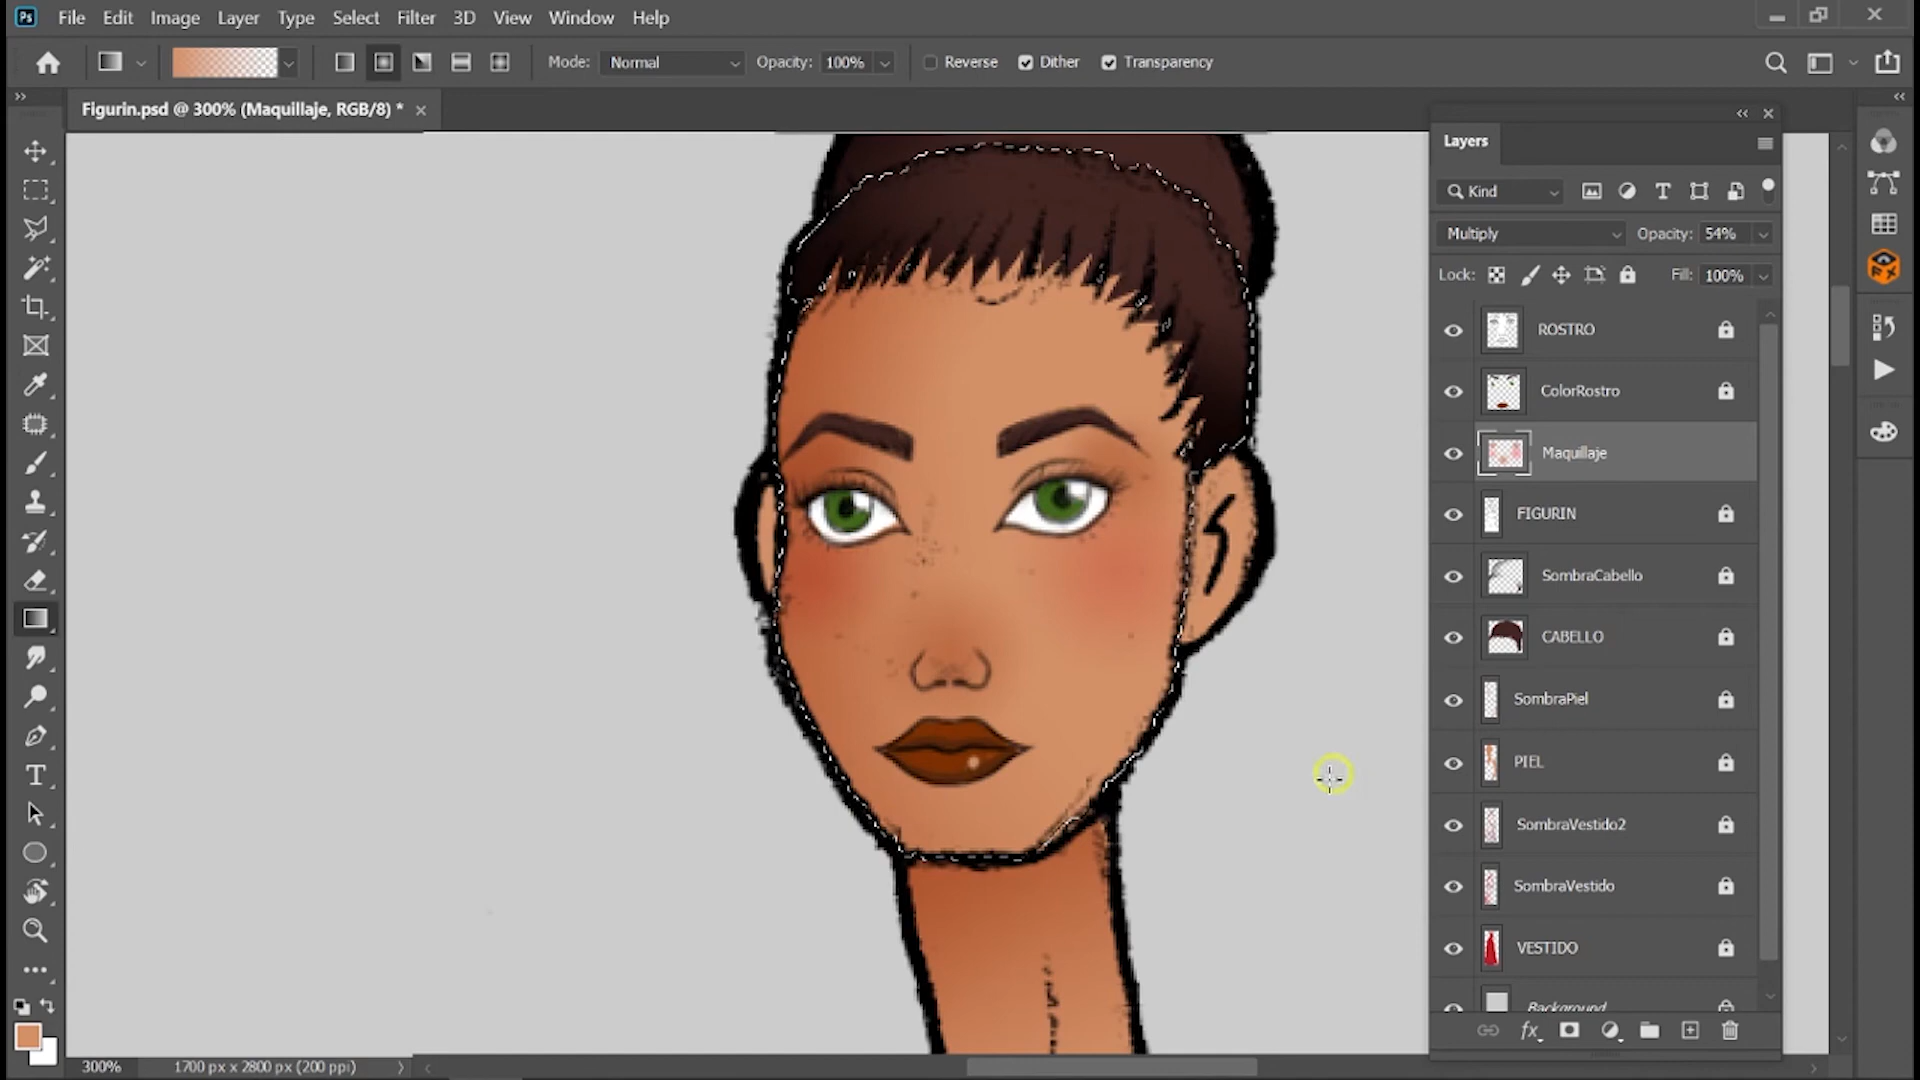 Ps File Edit Image Layer Type Select Filter 3D View Window Help
Mode: Normal Opacity: 100% Reverse Dither Transparency
Figurin.psd @ 300% (Maquillaje, RGB/8) *
Layers
Kind
Multiply Opacity: 54%
Lock: Fill: 100%
ROSTRO
ColorRostro
Maquillaje
FIGURIN
SombraCabello
CABELLO
SombraPiel
PIEL
SombraVestido2
SombraVestido
VESTIDO
Background
fx
300% 1700 px x 2800 px (200 ppi)